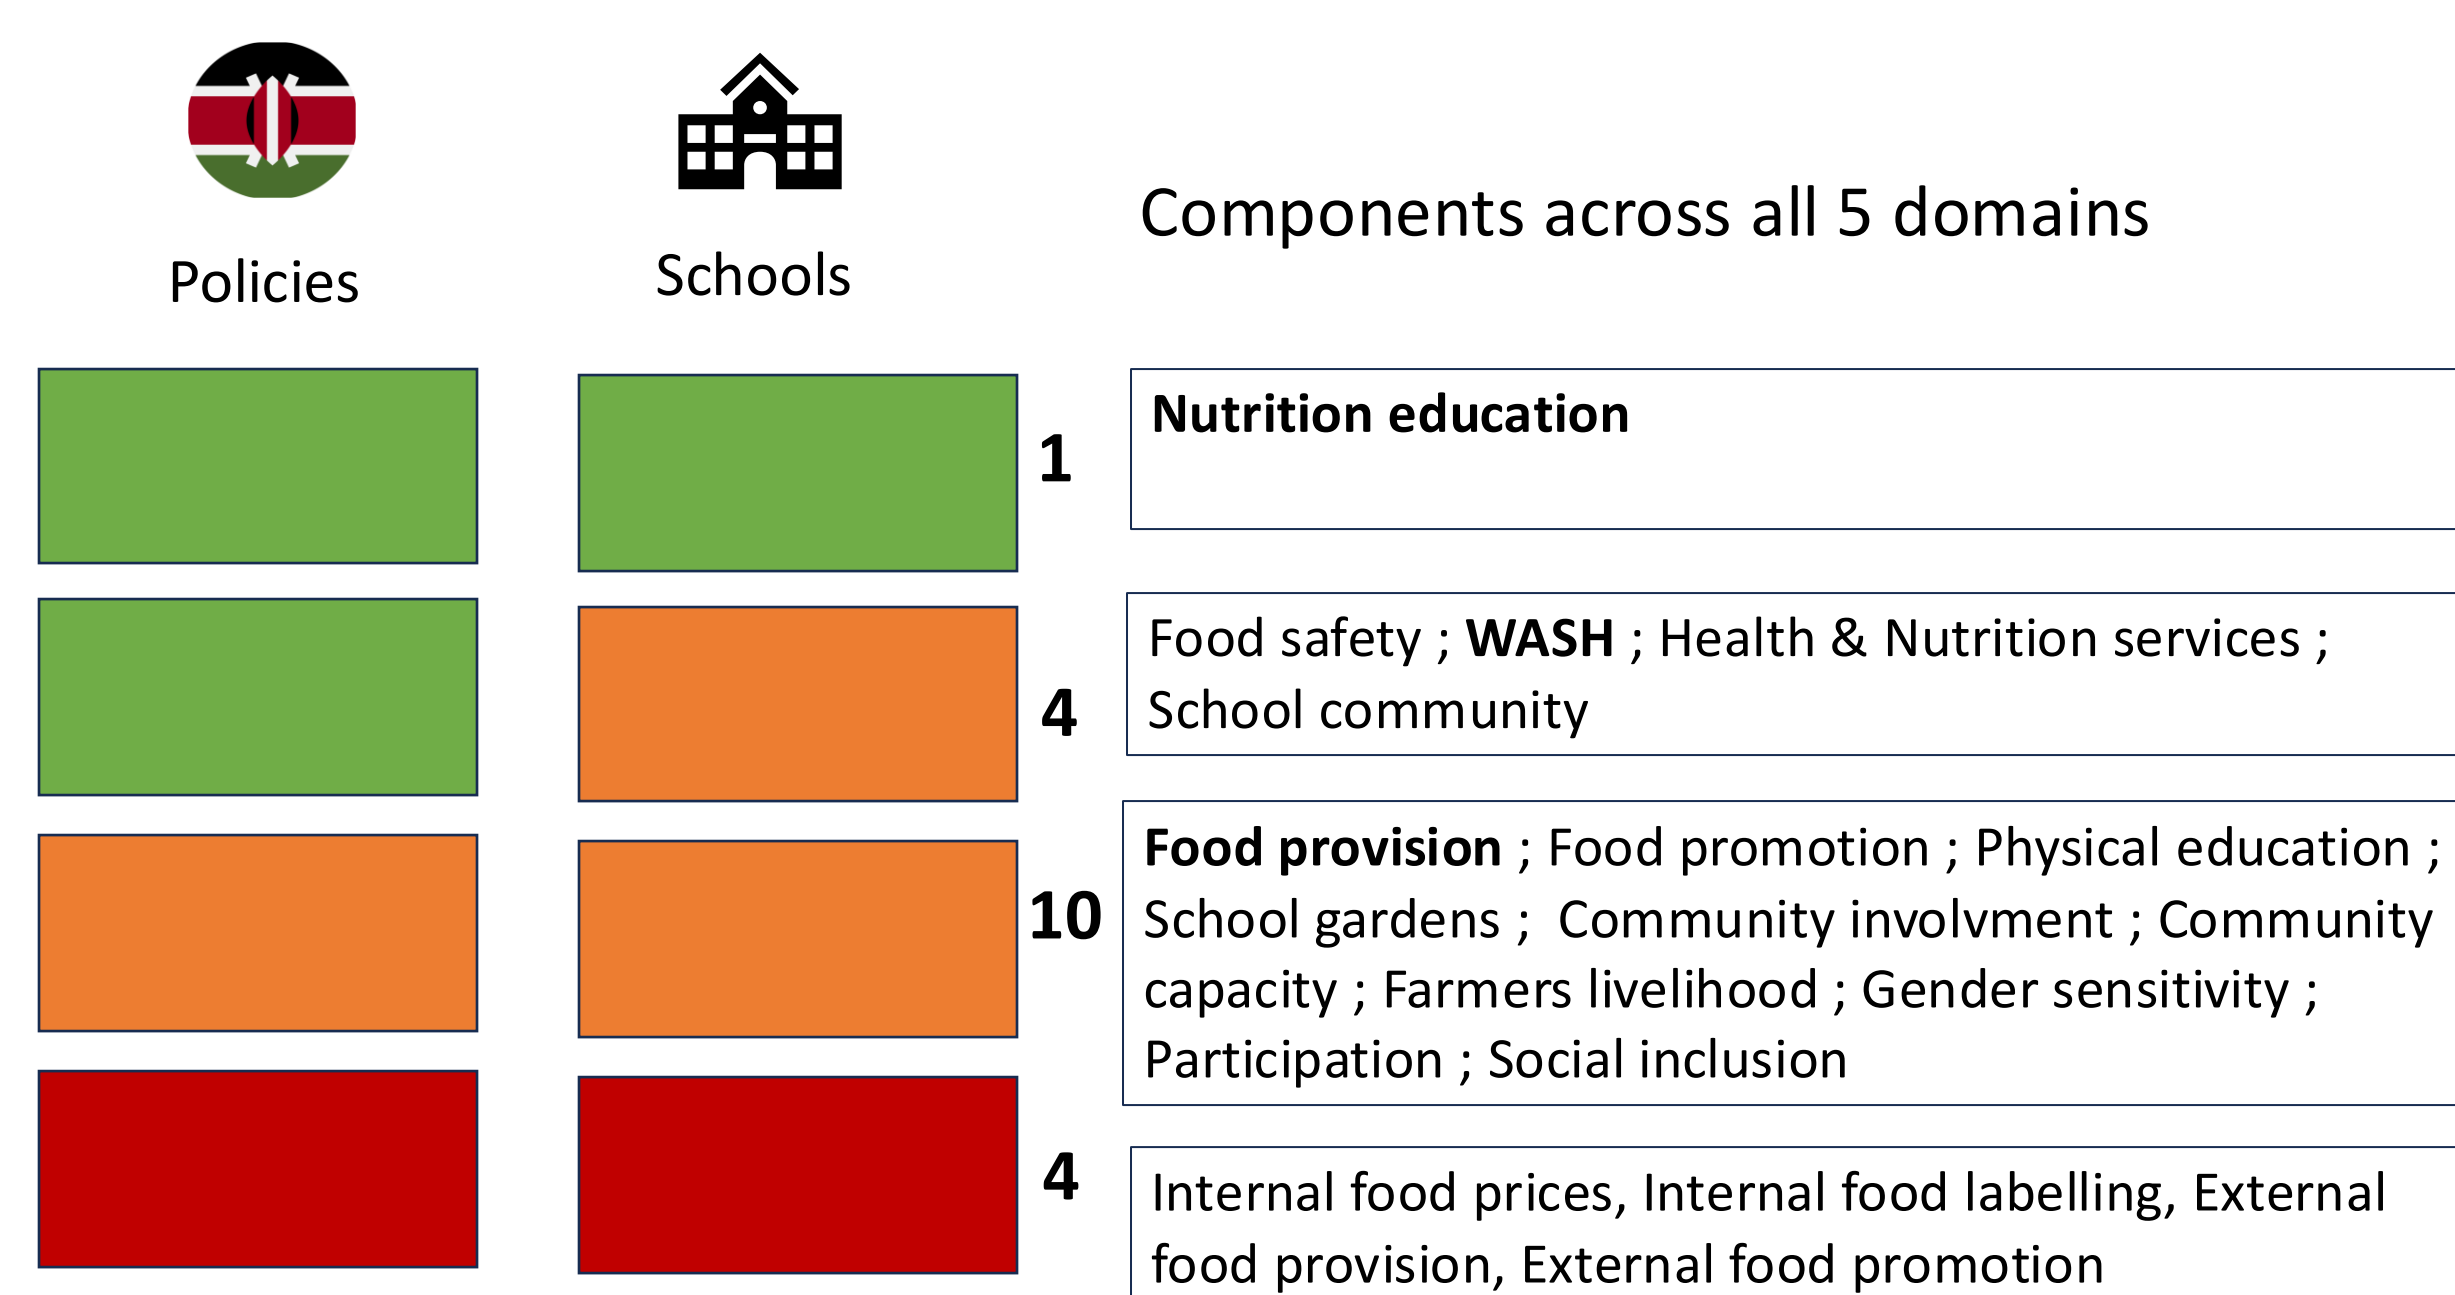 Policies
Schools
Components across all 5 domains
1
Nutrition education
4
Food safety ; WASH ; Health & Nutrition services ;
School community
10
Food provision ; Food promotion ; Physical education ;
School gardens ;  Community involvment ; Community
capacity ; Farmers livelihood ; Gender sensitivity ;
Participation ; Social inclusion
4
Internal food prices, Internal food labelling, External
food provision, External food promotion